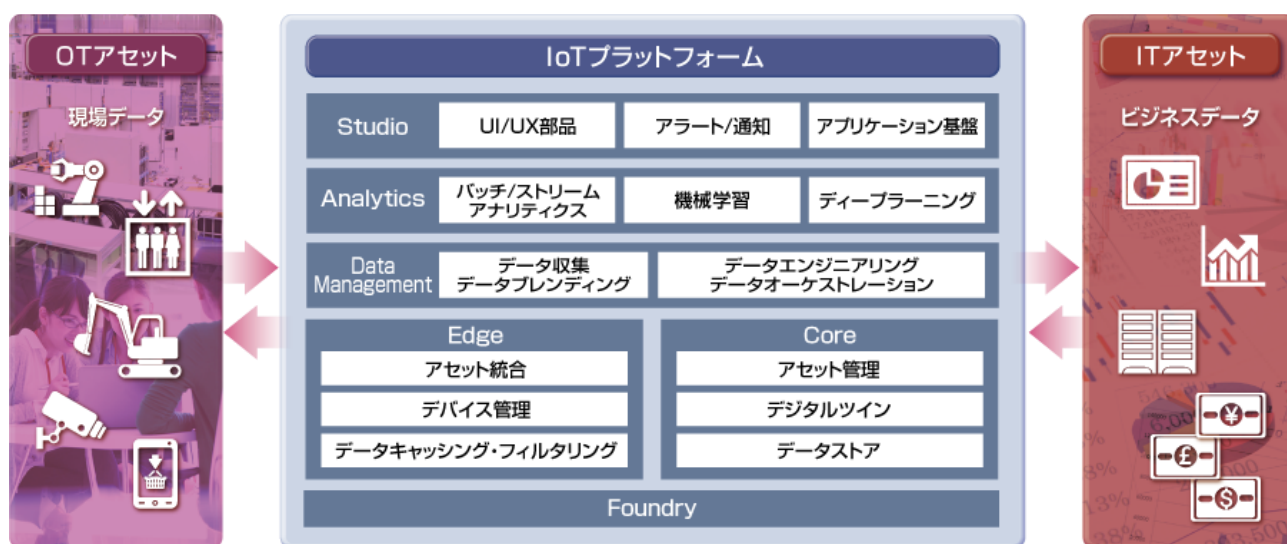 OTアセット
現場データ
IoTプラットフォーム
Studio
UI/UX部品
アラート/通知
アプリケーション基盤
Analytics
バッチ/ストリーム
アナリティクス
機械学習
ディープラーニング
Data
Management
データ収集
データブレンディング
データエンジニアリング
データオーケストレーション
Edge
アセット統合
デバイス管理
データキャッシング・フィルタリング
Core
アセット管理
デジタルツイン
データストア
Foundry
ITアセット
ビジネスデータ
¥
£
$